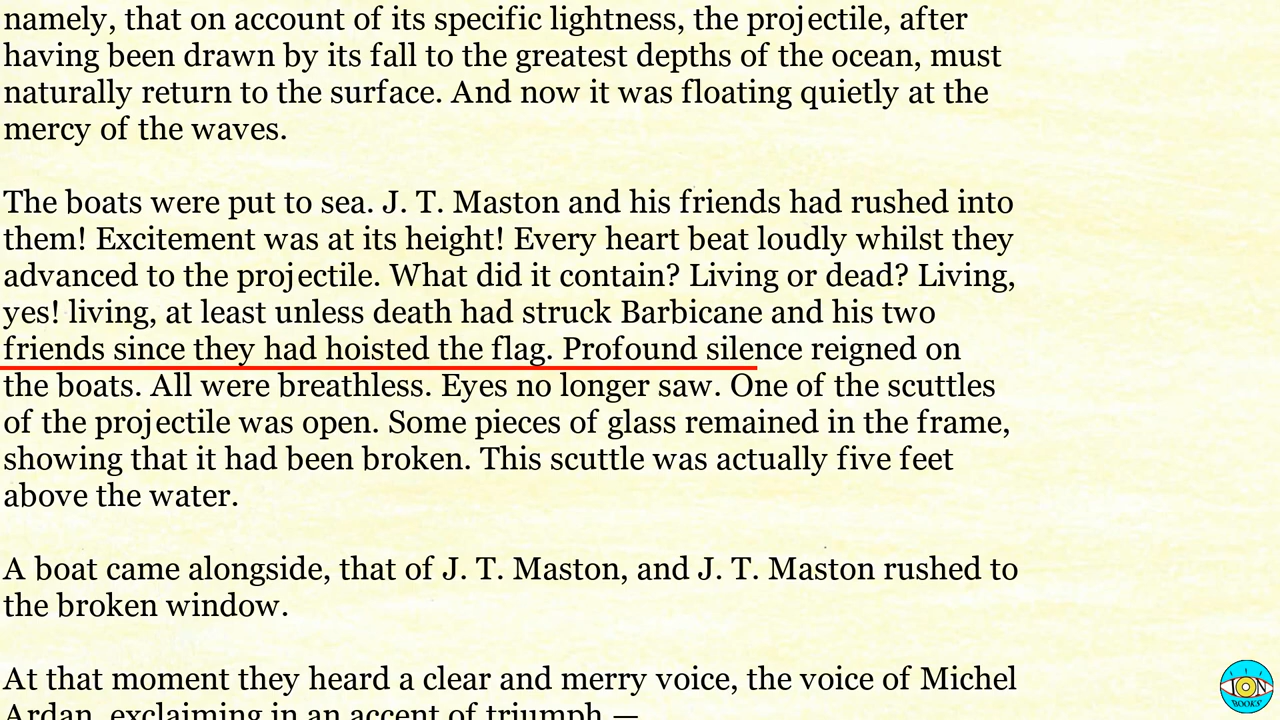 namely, that on account of its specific lightness, the projectile, after
having been drawn by its fall to the greatest depths of the ocean, must
naturally return to the surface. And now it was floating quietly at the
mercy of the waves.
The boats were put to sea. J. T. Maston and his friends had rushed into
them! Excitement was at its height! Every heart beat loudly whilst they
advanced to the projectile. What did it contain? Living or dead? Living,
yes! living, at least unless death had struck Barbicane and his two
friends since they had hoisted the flag. Profound silence reigned on
the boats. All were breathless. Eyes no longer saw. One of the scuttles
of the projectile was open. Some pieces of glass remained in the frame,
showing that it had been broken. This scuttle was actually five feet
above the water.
A boat came alongside, that of J. T. Maston, and J. T. Maston rushed to
the broken window.
At that moment they heard a clear and merry voice, the voice of Michel
Ardan, exclaiming in an accent of triumph —
ION
BOOKS